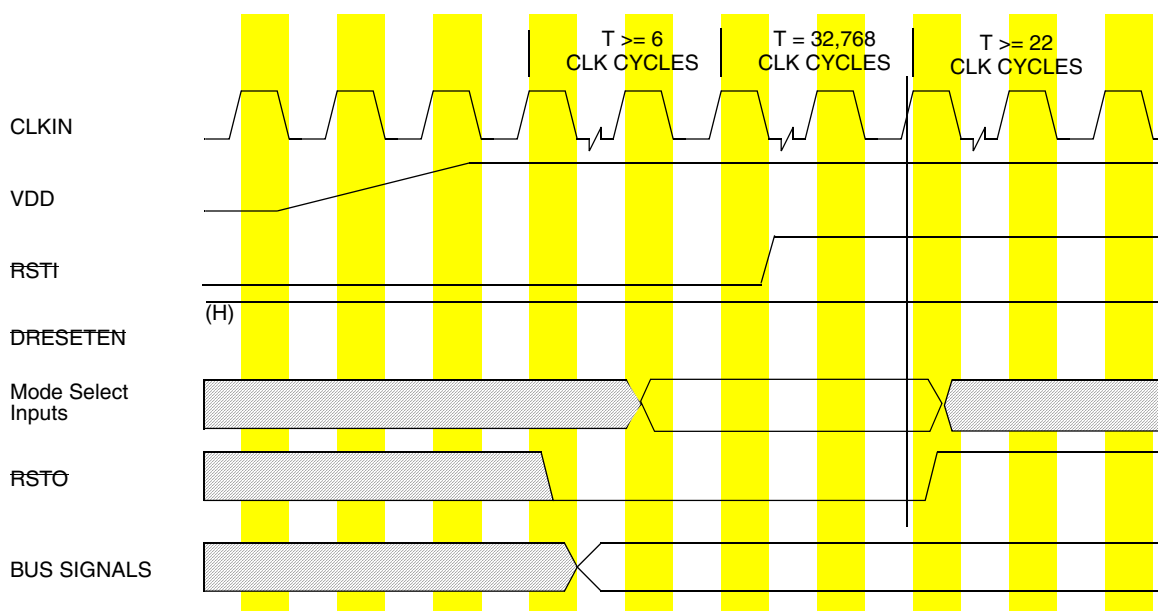 T >= 6
CLK CYCLES
T = 32,768
CLK CYCLES
T >= 22
CLK CYCLES
CLKIN
VDD
RSTI
(H)
DRESETEN
Mode Select
Inputs
RSTO
BUS SIGNALS